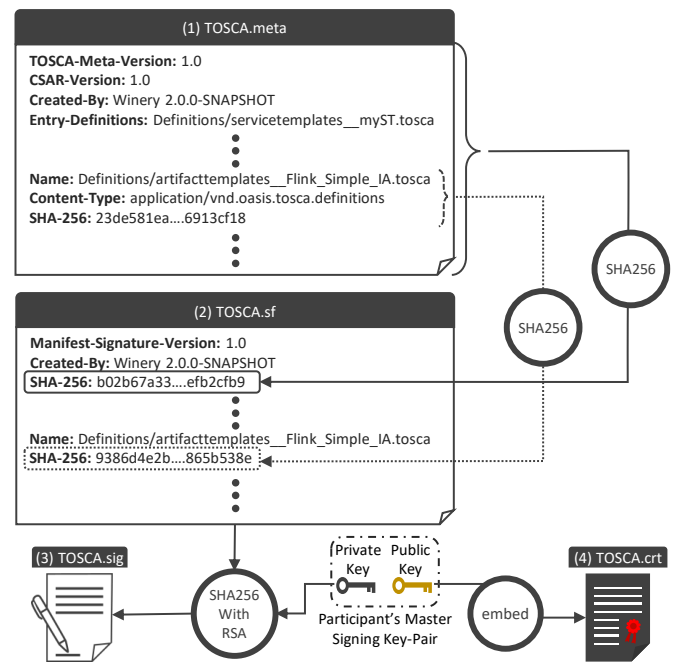 (1) TOSCA.meta
TOSCA-Meta-Version: 1.0
CSAR-Version: 1.0
Created-By: Winery 2.0.0-SNAPSHOT
Entry-Definitions: Definitions/servicetemplates__myST.tosca
Name: Definitions/artifacttemplates__Flink_Simple_IA.tosca
Content-Type: application/vnd.oasis.tosca.definitions
SHA-256: 23de581ea....6913cf18
SHA256
SHA256
(2) TOSCA.sf
Manifest-Signature-Version: 1.0
Created-By: Winery 2.0.0-SNAPSHOT
SHA-256: b02b67a33....efb2cfb9
Name: Definitions/artifacttemplates__Flink_Simple_IA.tosca
SHA-256: 9386d4e2b....865b538e
(3) TOSCA.sig
SHA256
With
RSA
Private Public
Key Key
Participant's Master
Signing Key-Pair
embed
(4) TOSCA.crt